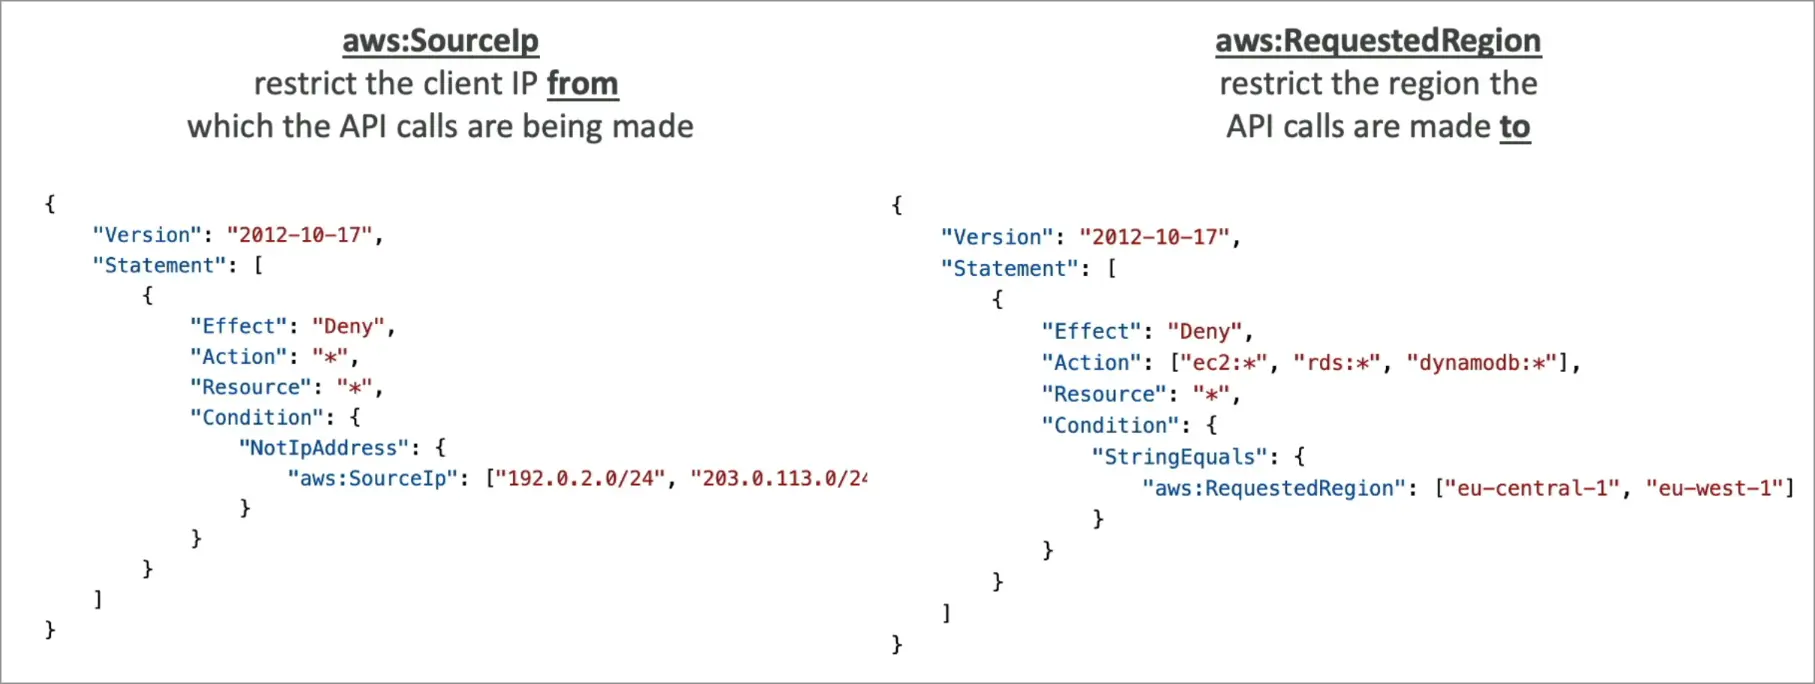 aws:SourceIp
restrict the client IP from
which the API calls are being made
{
    "Version": "2012-10-17",
    "Statement": [
        {
            "Effect": "Deny",
            "Action": "*",
            "Resource": "*",
            "Condition": {
                "NotIpAddress": {
                    "aws:SourceIp": ["192.0.2.0/24", "203.0.113.0/24
                }
            }
        }
    ]
}
aws:RequestedRegion
restrict the region the
API calls are made to
{
    "Version": "2012-10-17",
    "Statement": [
        {
            "Effect": "Deny",
            "Action": ["ec2:*", "rds:*", "dynamodb:*"],
            "Resource": "*",
            "Condition": {
                "StringEquals": {
                    "aws:RequestedRegion": ["eu-central-1", "eu-west-1"]
                }
            }
        }
    ]
}